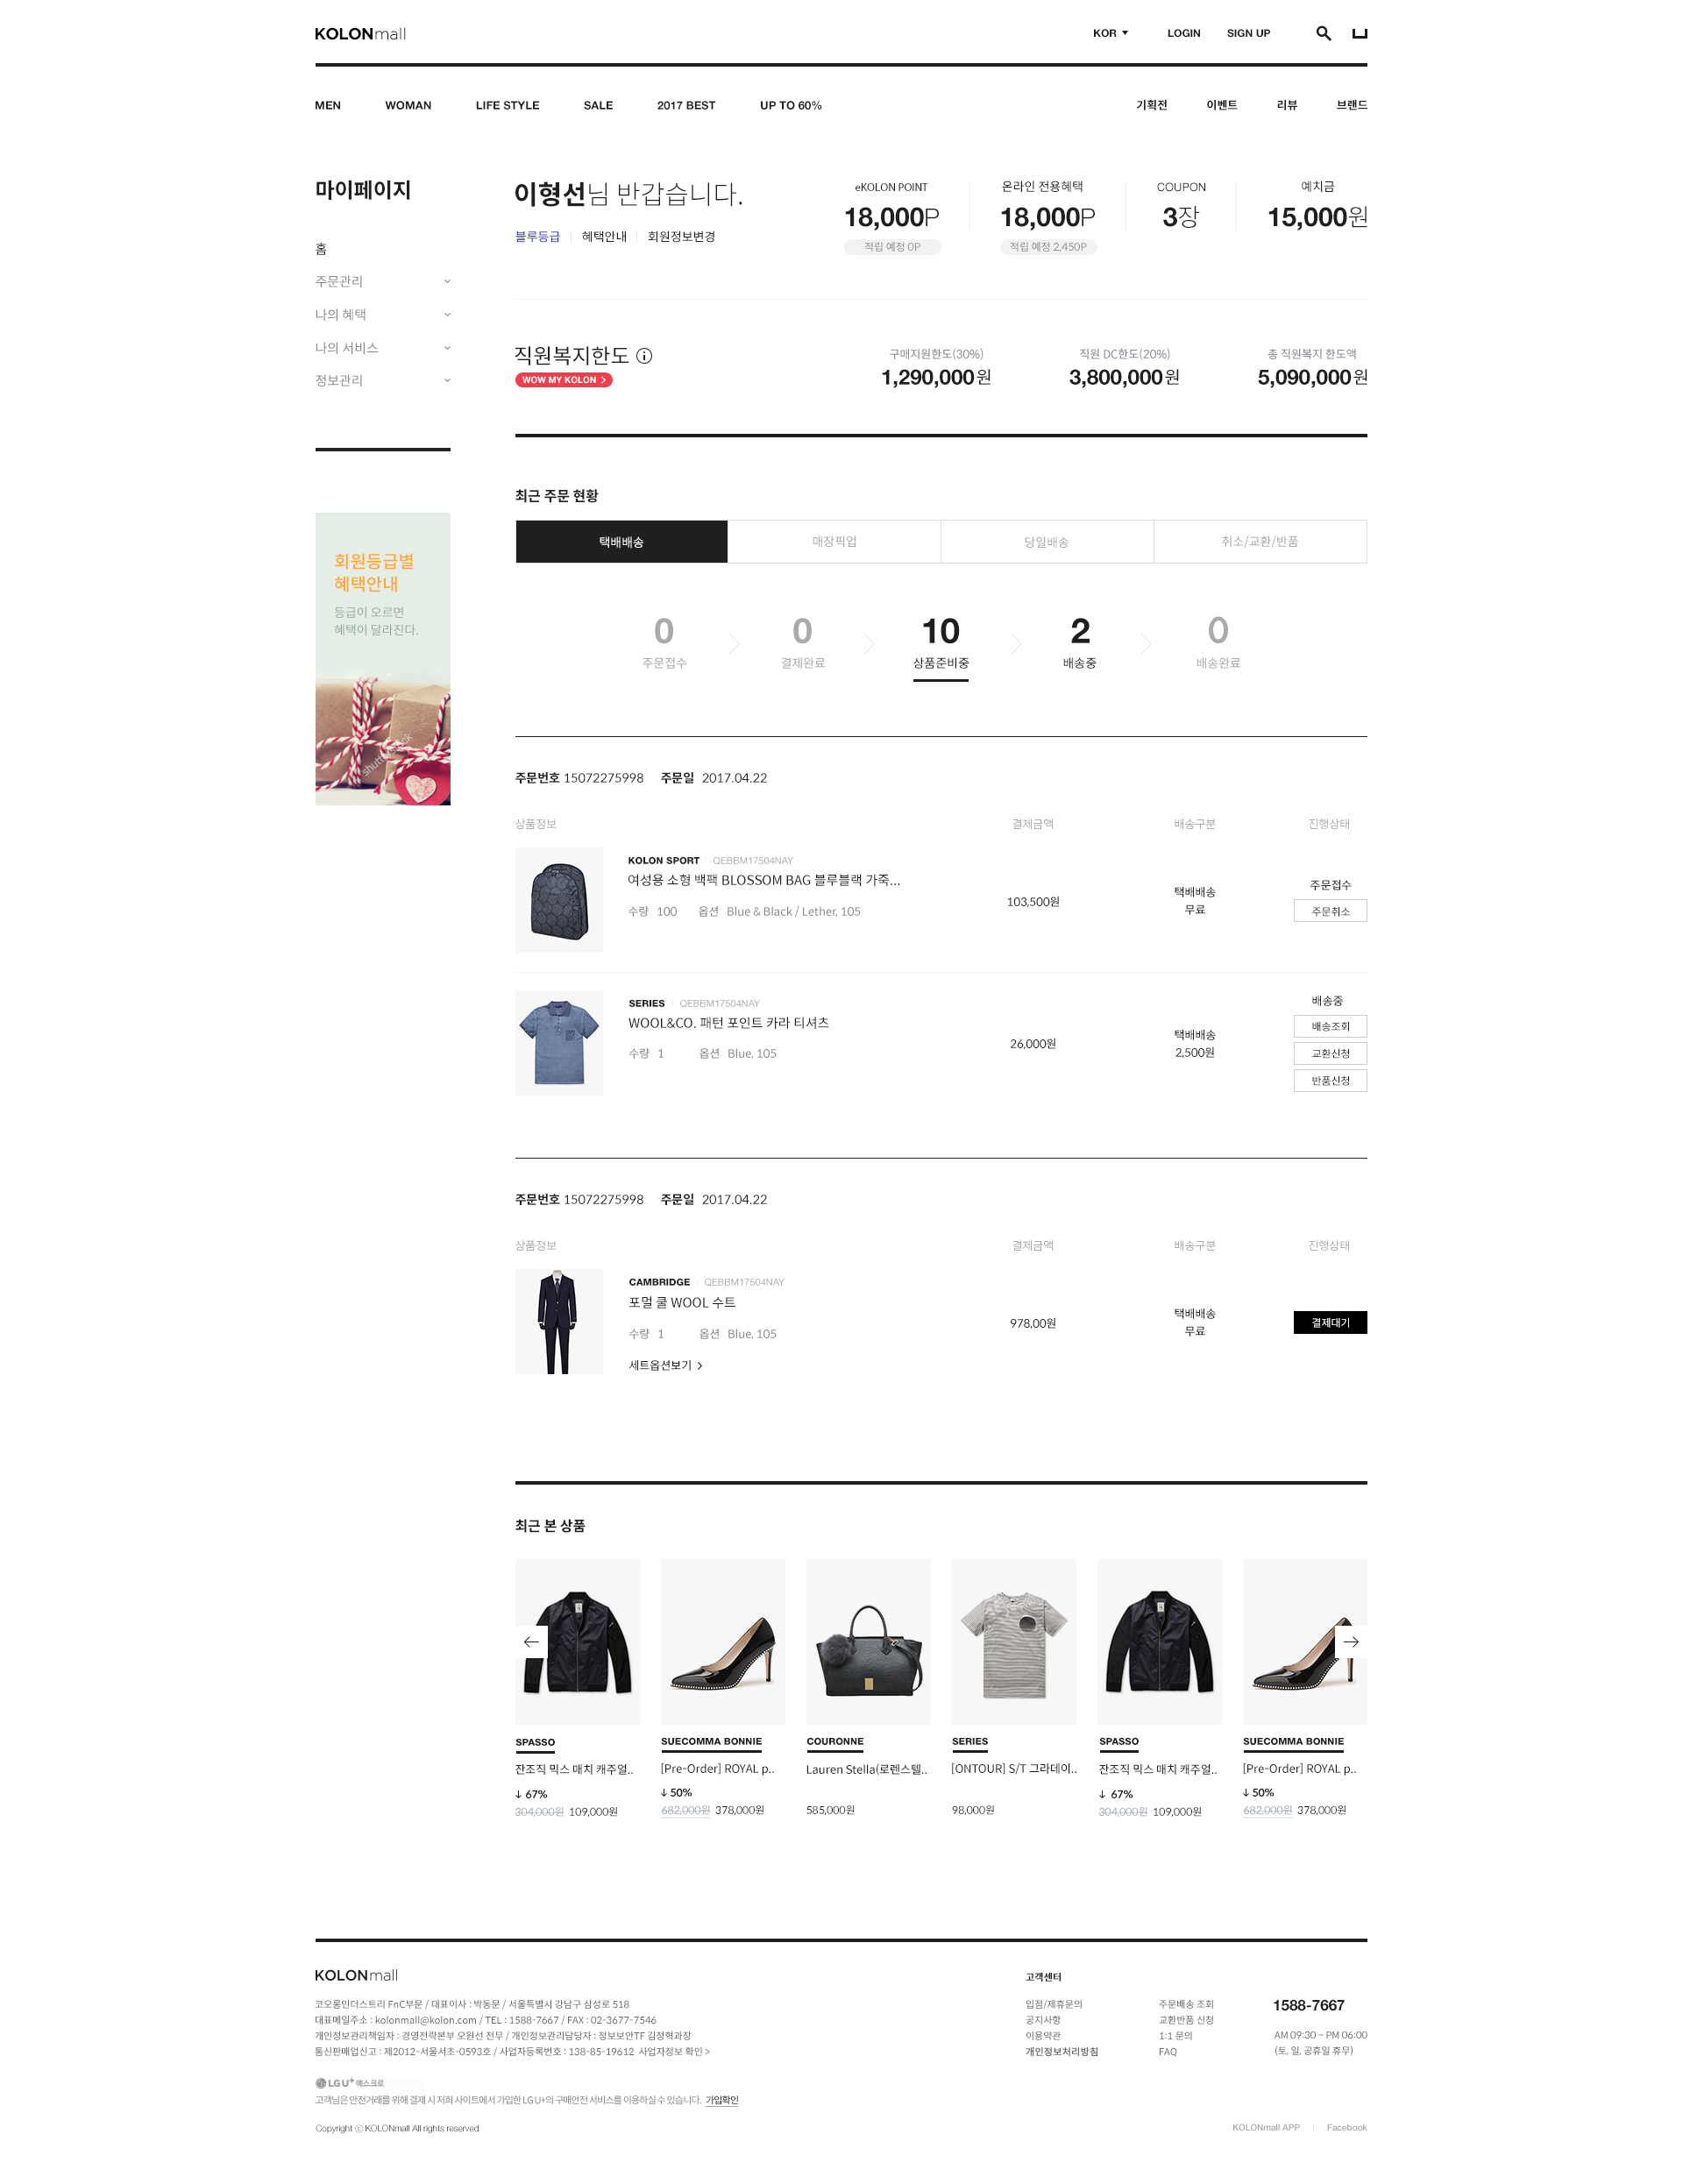 KOLONmall
KOR
LOGIN
SIGN UP
MEN
WOMAN
LIFE STYLE
SALE
2017 BEST
UP TO 60%
기획전
이벤트
리뷰
브랜드
마이페이지
홈
주문관리
나의 혜택
나의 서비스
정보관리
이형선님 반갑습니다.
블루등급 | 혜택안내 | 회원정보변경
eKOLON POINT
18,000P
적립 예정 0P
온라인 전용혜택
18,000P
적립 예정 2,450P
COUPON
3장
예치금
15,000원
직원복지한도
WOW MY KOLON >
구매지원한도(30%)
1,290,000원
직원 DC한도(20%)
3,800,000원
총 직원복지 한도액
5,090,000원
회원등급별
혜택안내
등급이 오르면
혜택이 달라진다.
shutterstock
최근 주문 현황
택배배송
매장픽업
당일배송
취소/교환/반품
0
주문접수
0
결제완료
10
상품준비중
2
배송중
0
배송완료
주문번호 15072275998 주문일 2017.04.22
상품정보
결제금액
배송구분
진행상태
KOLON SPORT | QEBBM17504NAY
여성용 소형 백팩 BLOSSOM BAG 블루블랙 가죽...
수량 100 옵션 Blue & Black / Lether, 105
103,500원
택배배송
무료
주문접수
주문취소
SERIES | QEBBM17504NAY
WOOL&CO. 패턴 포인트 카라 티셔츠
수량 1 옵션 Blue, 105
26,000원
택배배송
2,500원
배송중
배송조회
교환신청
반품신청
주문번호 15072275998 주문일 2017.04.22
상품정보
결제금액
배송구분
진행상태
CAMBRIDGE QEBBM17504NAY
포멀 쿨 WOOL 수트
수량 1 옵션 Blue, 105
세트옵션보기 >
978,00원
택배배송
무료
결제대기
최근 본 상품
SPASSO
잔조직 믹스 매치 캐주얼..
↓ 67%
304,000원 109,000원
SUECOMMA BONNIE
[Pre-Order] ROYAL p..
↓ 50%
682,000원 378,000원
COURONNE
Lauren Stella(로렌스텔..
585,000원
SERIES
[ONTOUR] S/T 그라데이..
98,000원
SPASSO
잔조직 믹스 매치 캐주얼..
↓ 67%
304,000원 109,000원
SUECOMMA BONNIE
[Pre-Order] ROYAL p..
↓ 50%
682,000원 378,000원
KOLONmall
코오롱인더스트리 FnC부문 / 대표이사 : 박동문 / 서울특별시 강남구 삼성로 518
대표메일주소 : kolonmall@kolon.com / TEL : 1588-7667 / FAX : 02-3677-7546
개인정보관리책임자 : 경영전략본부 오원선 전무 / 개인정보관리담당자 : 정보보안TF 김정혁과장
통신판매업신고 : 제2012-서울서초-0593호 / 사업자등록번호 : 138-85-19612 사업자정보 확인 >
LG U+ 에스크로
고객님은 안전거래를 위해 결제 시 저희 사이트에서 가입한 LG U+의 구매안전 서비스를 이용하실 수 있습니다. 가입확인
Copyright ⓒ KOLONmall All rights reserved
고객센터
입점/제휴문의
공지사항
이용약관
개인정보처리방침
주문배송 조회
교환반품 신청
1:1 문의
FAQ
1588-7667
AM 09:30 ~ PM 06:00
(토, 일, 공휴일 휴무)
KOLONmall APP | Facebook